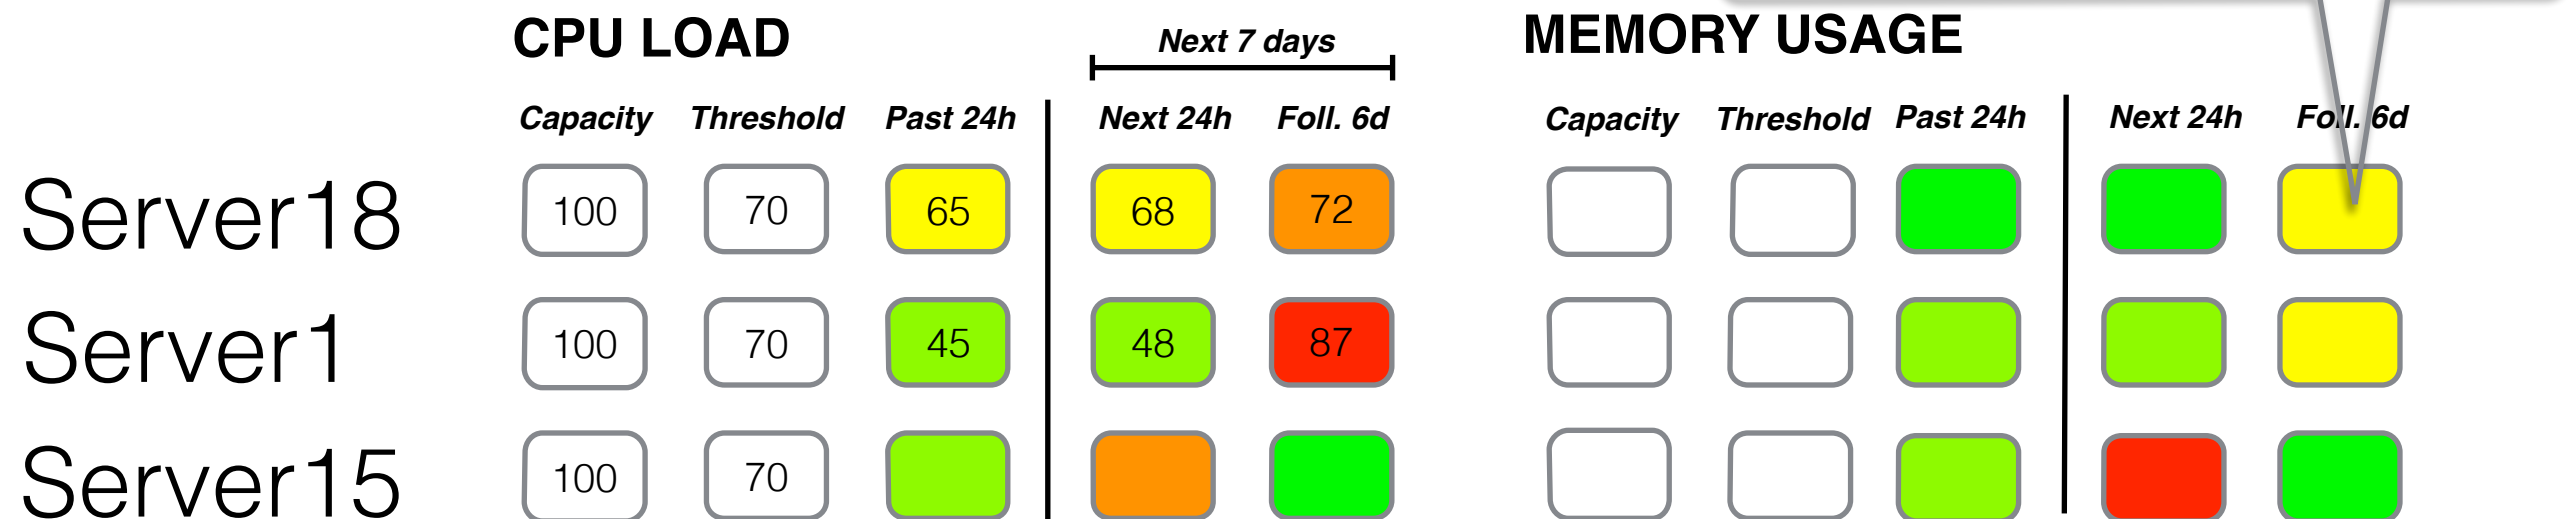 CPU LOAD
Next 7 days
MEMORY USAGE
Capacity Threshold Past 24h Next 24h Foll. 6d Capacity Threshold Past 24h Next 24h Foll. 6d
Server18 100 70 65 68 72
Server1 100 70 45 48 87
Server15 100 70